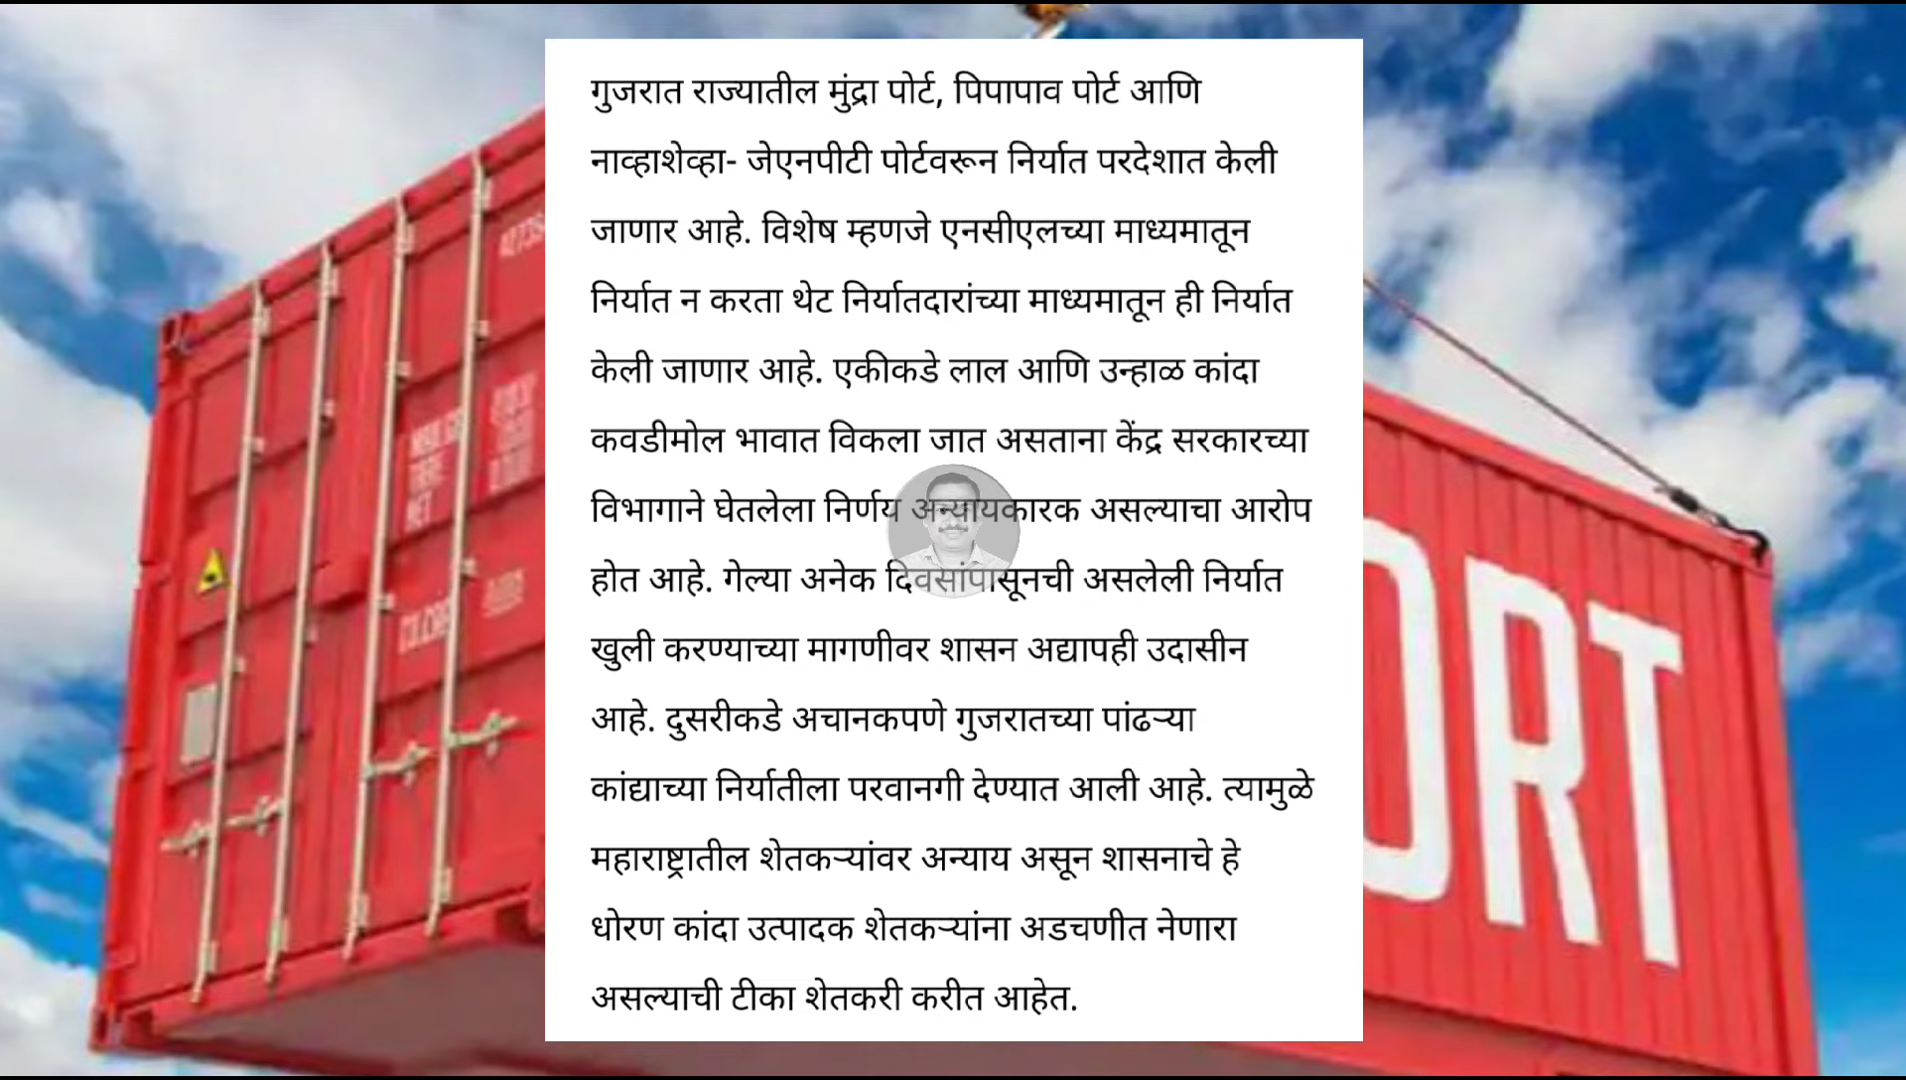 गुजरात राज्यातील मुंद्रा पोर्ट, पिपापाव पोर्ट आणि
नाव्हाशेव्हा- जेएनपीटी पोर्टवरून निर्यात परदेशात केली
जाणार आहे. विशेष म्हणजे एनसीएलच्या माध्यमातून
निर्यात न करता थेट निर्यातदारांच्या माध्यमातून ही निर्यात
केली जाणार आहे. एकीकडे लाल आणि उन्हाळ कांदा
कवडीमोल भावात विकला जात असताना केंद्र सरकारच्या
विभागाने घेतलेला निर्णय अन्यायकारक असल्याचा आरोप
होत आहे. गेल्या अनेक दिवसांपासूनची असलेली निर्यात
खुली करण्याच्या मागणीवर शासन अद्यापही उदासीन
आहे. दुसरीकडे अचानकपणे गुजरातच्या पांढऱ्या
कांद्याच्या निर्यातीला परवानगी देण्यात आली आहे. त्यामुळे
महाराष्ट्रातील शेतकऱ्यांवर अन्याय असून शासनाचे हे
धोरण कांदा उत्पादक शेतकऱ्यांना अडचणीत नेणारा
असल्याची टीका शेतकरी करीत आहेत.
ORT